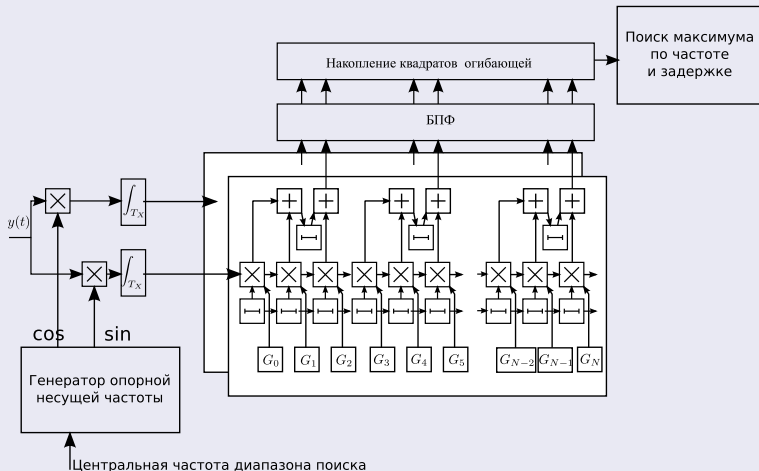 Поиск максимума
по частоте
и задержке
Накопление квадратов огибающей
БПФ
y(t)
∫T_X
∫T_X
cos
sin
G_0
G_1
G_2
G_3
G_4
G_5
G_{N-2}
G_{N-1}
G_N
Генератор опорной
несущей частоты
Центральная частота диапазона поиска